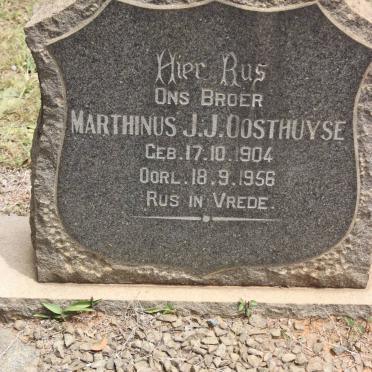 Hier Rus
Ons Broer
Marthinus J.J. Oosthuyse
Geb. 17.10.1904
Oorl. 18.9.1956
Rus in Vrede.